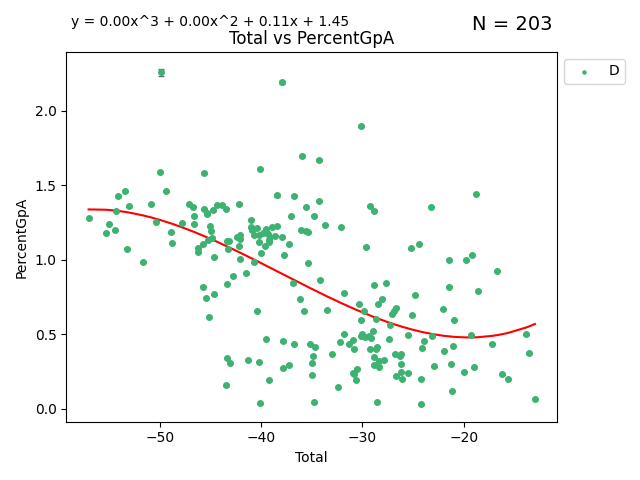 y = 0.00x^3 + 0.00x^2 + 0.11x + 1.45
N = 203
Total vs PercentGpA
D
2.0
1.5
1.0
0.5
0.0
PercentGpA
−50
−40
−30
−20
Total